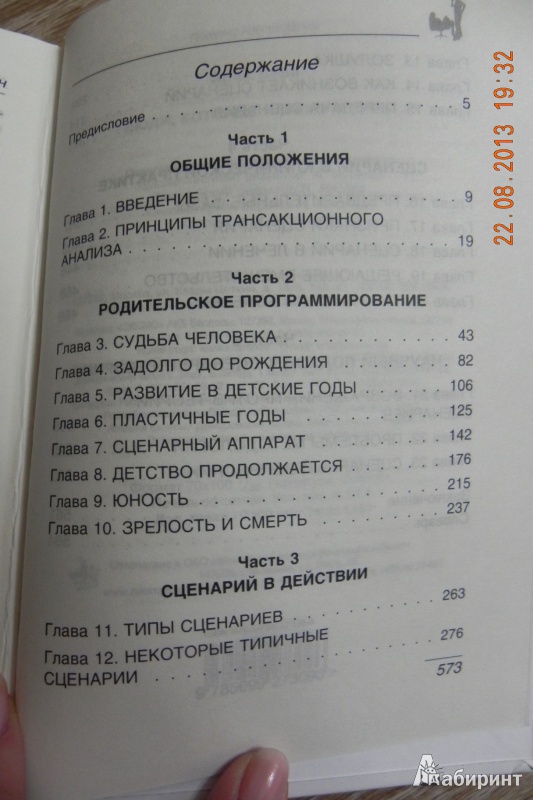 Содержание
Предисловие 5
Часть 1
ОБЩИЕ ПОЛОЖЕНИЯ
Глава 1. ВВЕДЕНИЕ 9
Глава 2. ПРИНЦИПЫ ТРАНСАКЦИОННОГО
АНАЛИЗА 19
Часть 2
РОДИТЕЛЬСКОЕ ПРОГРАММИРОВАНИЕ
Глава 3. СУДЬБА ЧЕЛОВЕКА 43
Глава 4. ЗАДОЛГО ДО РОЖДЕНИЯ 82
Глава 5. РАЗВИТИЕ В ДЕТСКИЕ ГОДЫ 106
Глава 6. ПЛАСТИЧНЫЕ ГОДЫ 125
Глава 7. СЦЕНАРНЫЙ АППАРАТ 142
Глава 8. ДЕТСТВО ПРОДОЛЖАЕТСЯ 176
Глава 9. ЮНОСТЬ 215
Глава 10. ЗРЕЛОСТЬ И СМЕРТЬ 237
Часть 3
СЦЕНАРИЙ В ДЕЙСТВИИ
Глава 11. ТИПЫ СЦЕНАРИЕВ 263
Глава 12. НЕКОТОРЫЕ ТИПИЧНЫЕ
СЦЕНАРИИ 276
573
22.08.2013 19:32
Лабиринт